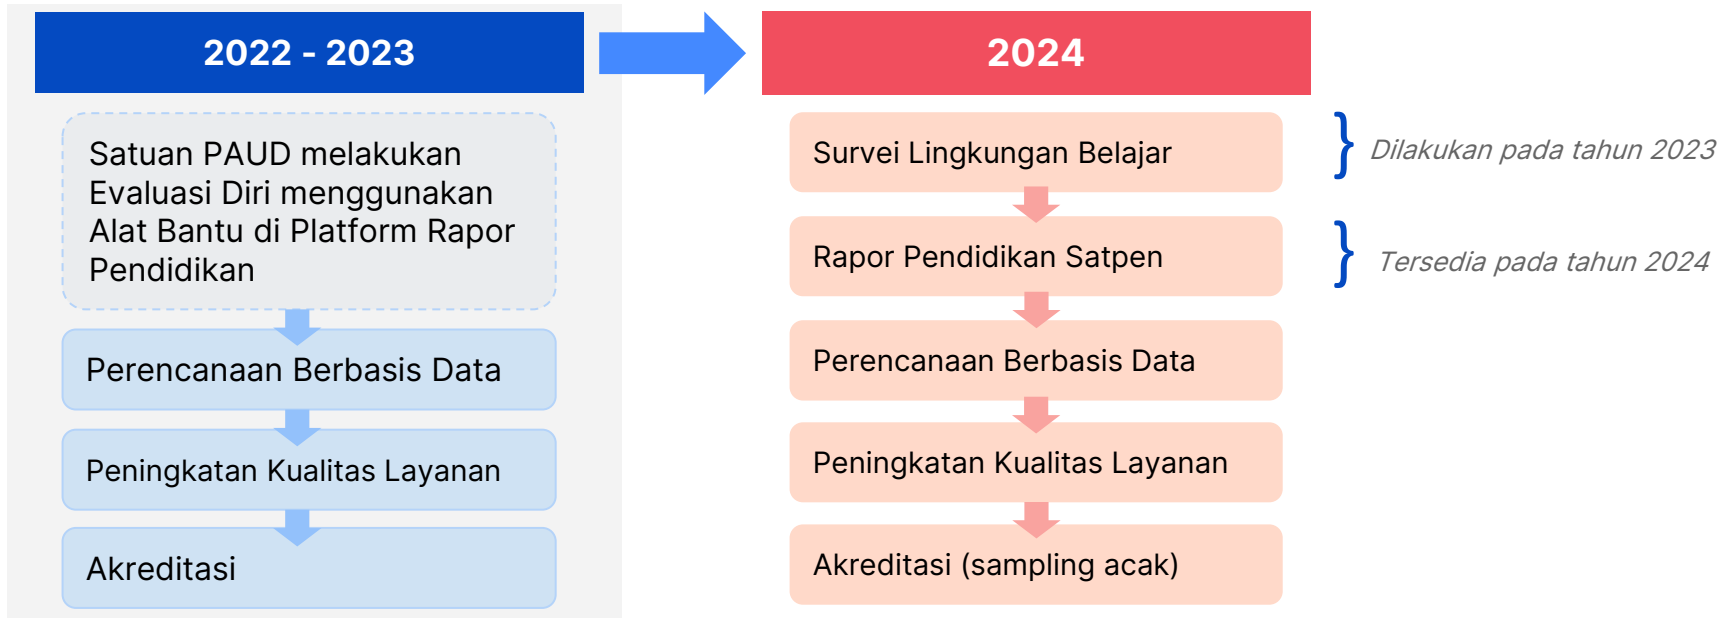 2022 - 2023
Satuan PAUD melakukan
Evaluasi Diri menggunakan
Alat Bantu di Platform Rapor
Pendidikan
Perencanaan Berbasis Data
Peningkatan Kualitas Layanan
Akreditasi
2024
Survei Lingkungan Belajar
Dilakukan pada tahun 2023
Rapor Pendidikan Satpen
Tersedia pada tahun 2024
Perencanaan Berbasis Data
Peningkatan Kualitas Layanan
Akreditasi (sampling acak)